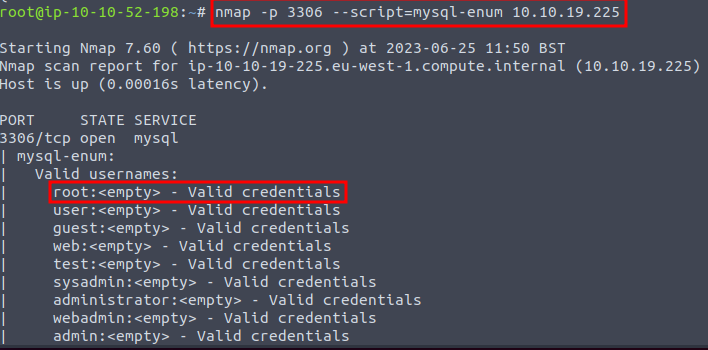 root@ip-10-10-52-198:~# nmap -p 3306 --script=mysql-enum 10.10.19.225
Starting Nmap 7.60 ( https://nmap.org ) at 2023-06-25 11:50 BST
Nmap scan report for ip-10-10-19-225.eu-west-1.compute.internal (10.10.19.225)
Host is up (0.00016s latency).
PORT     STATE SERVICE
3306/tcp open  mysql
| mysql-enum:
|   Valid usernames:
|     root:<empty> - Valid credentials
|     user:<empty> - Valid credentials
|     guest:<empty> - Valid credentials
|     web:<empty> - Valid credentials
|     test:<empty> - Valid credentials
|     sysadmin:<empty> - Valid credentials
|     administrator:<empty> - Valid credentials
|     webadmin:<empty> - Valid credentials
|     admin:<empty> - Valid credentials